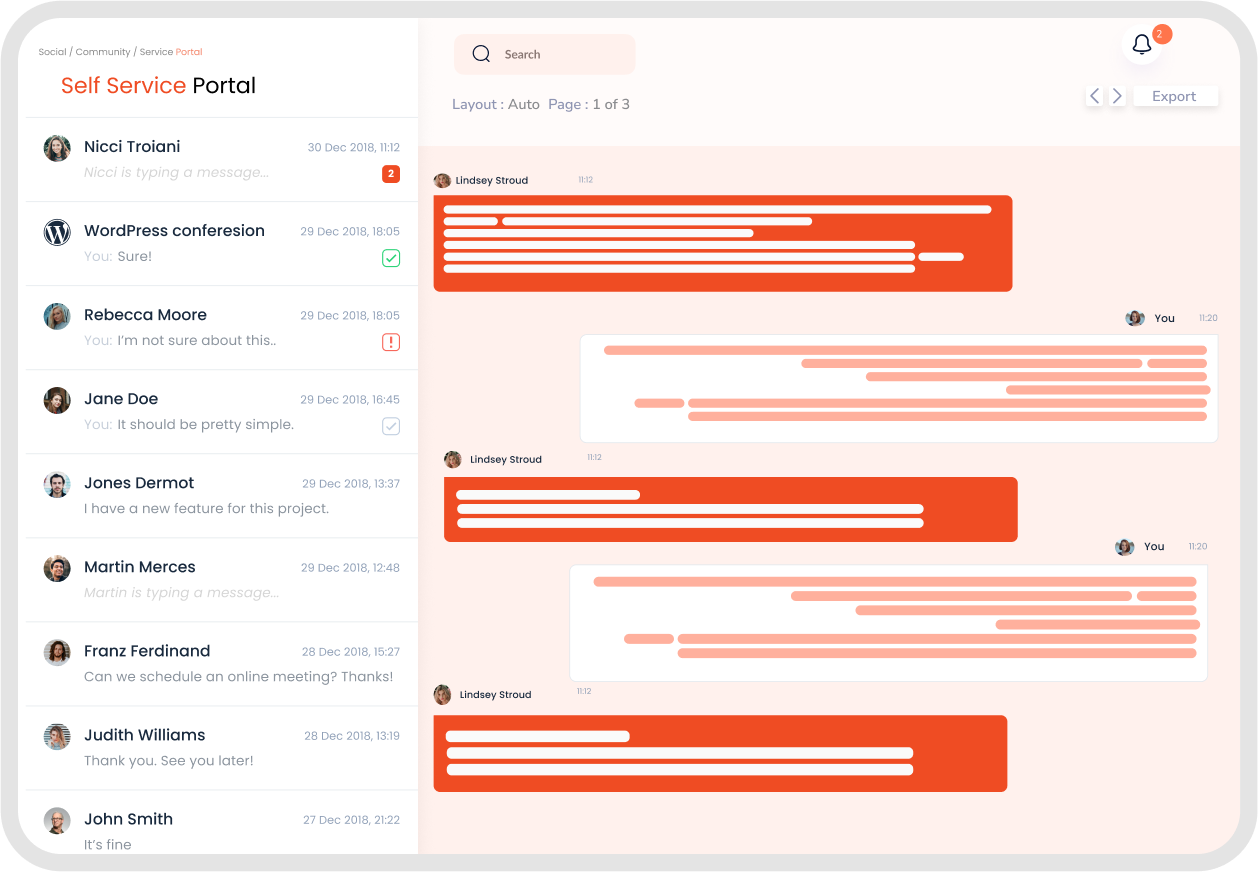 Social / Community / Service Portal
Self Service Portal
Nicci Troiani
30 Dec 2018, 11:12
Nicci is typing a message...
2
WordPress conferesion
29 Dec 2018, 18:05
You: Sure!
Rebecca Moore
29 Dec 2018, 18:05
You: I’m not sure about this..
Jane Doe
29 Dec 2018, 16:45
You: It should be pretty simple.
Jones Dermot
29 Dec 2018, 13:37
I have a new feature for this project.
Martin Merces
29 Dec 2018, 12:48
Martin is typing a message...
Franz Ferdinand
28 Dec 2018, 15:27
Can we schedule an online meeting? Thanks!
Judith Williams
28 Dec 2018, 13:19
Thank you. See you later!
John Smith
27 Dec 2018, 21:22
It’s fine
Search
2
Layout : Auto Page : 1 of 3
Export
Lindsey Stroud 11:12
You 11:20
Lindsey Stroud 11:12
You 11:20
Lindsey Stroud 11:12